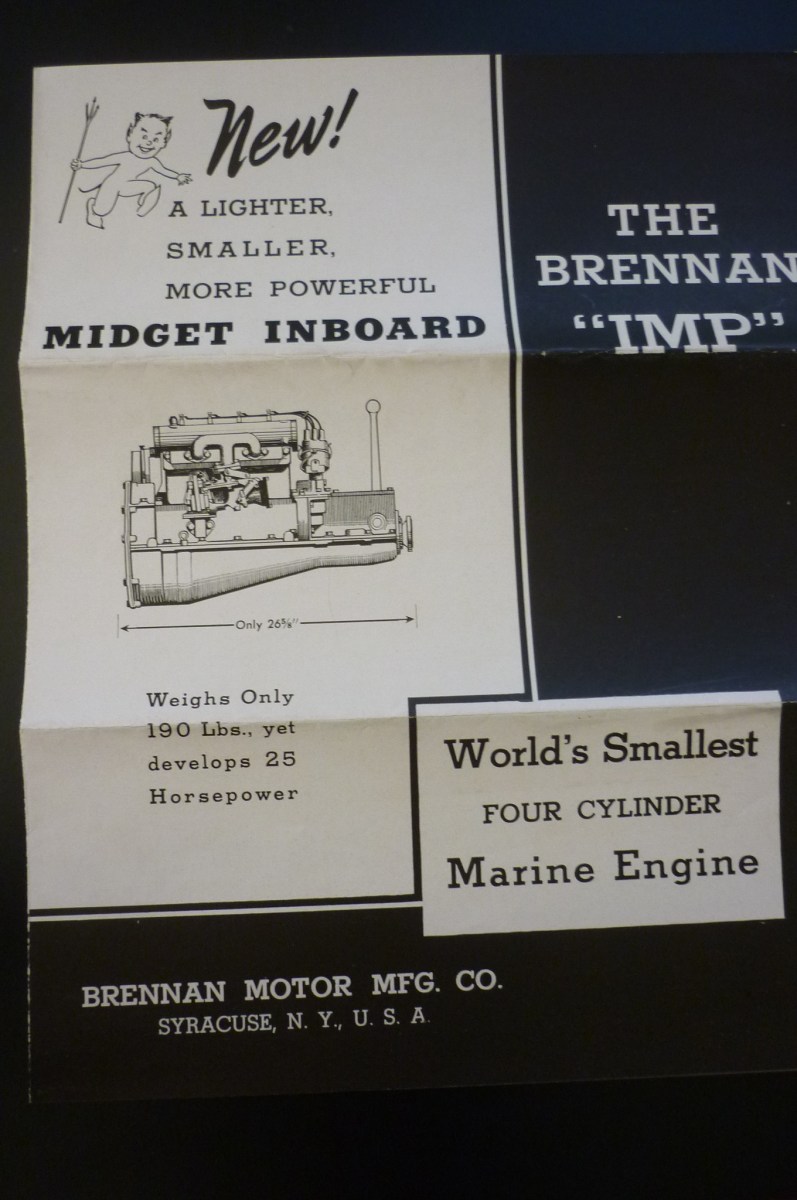 New!
A LIGHTER,
SMALLER,
MORE POWERFUL
MIDGET INBOARD
Only 26⅝"
Weighs Only
190 Lbs., yet
develops 25
Horsepower
THE
BRENNAN
"IMP"
World's Smallest
FOUR CYLINDER
Marine Engine
BRENNAN MOTOR MFG. CO.
SYRACUSE, N. Y., U. S. A.